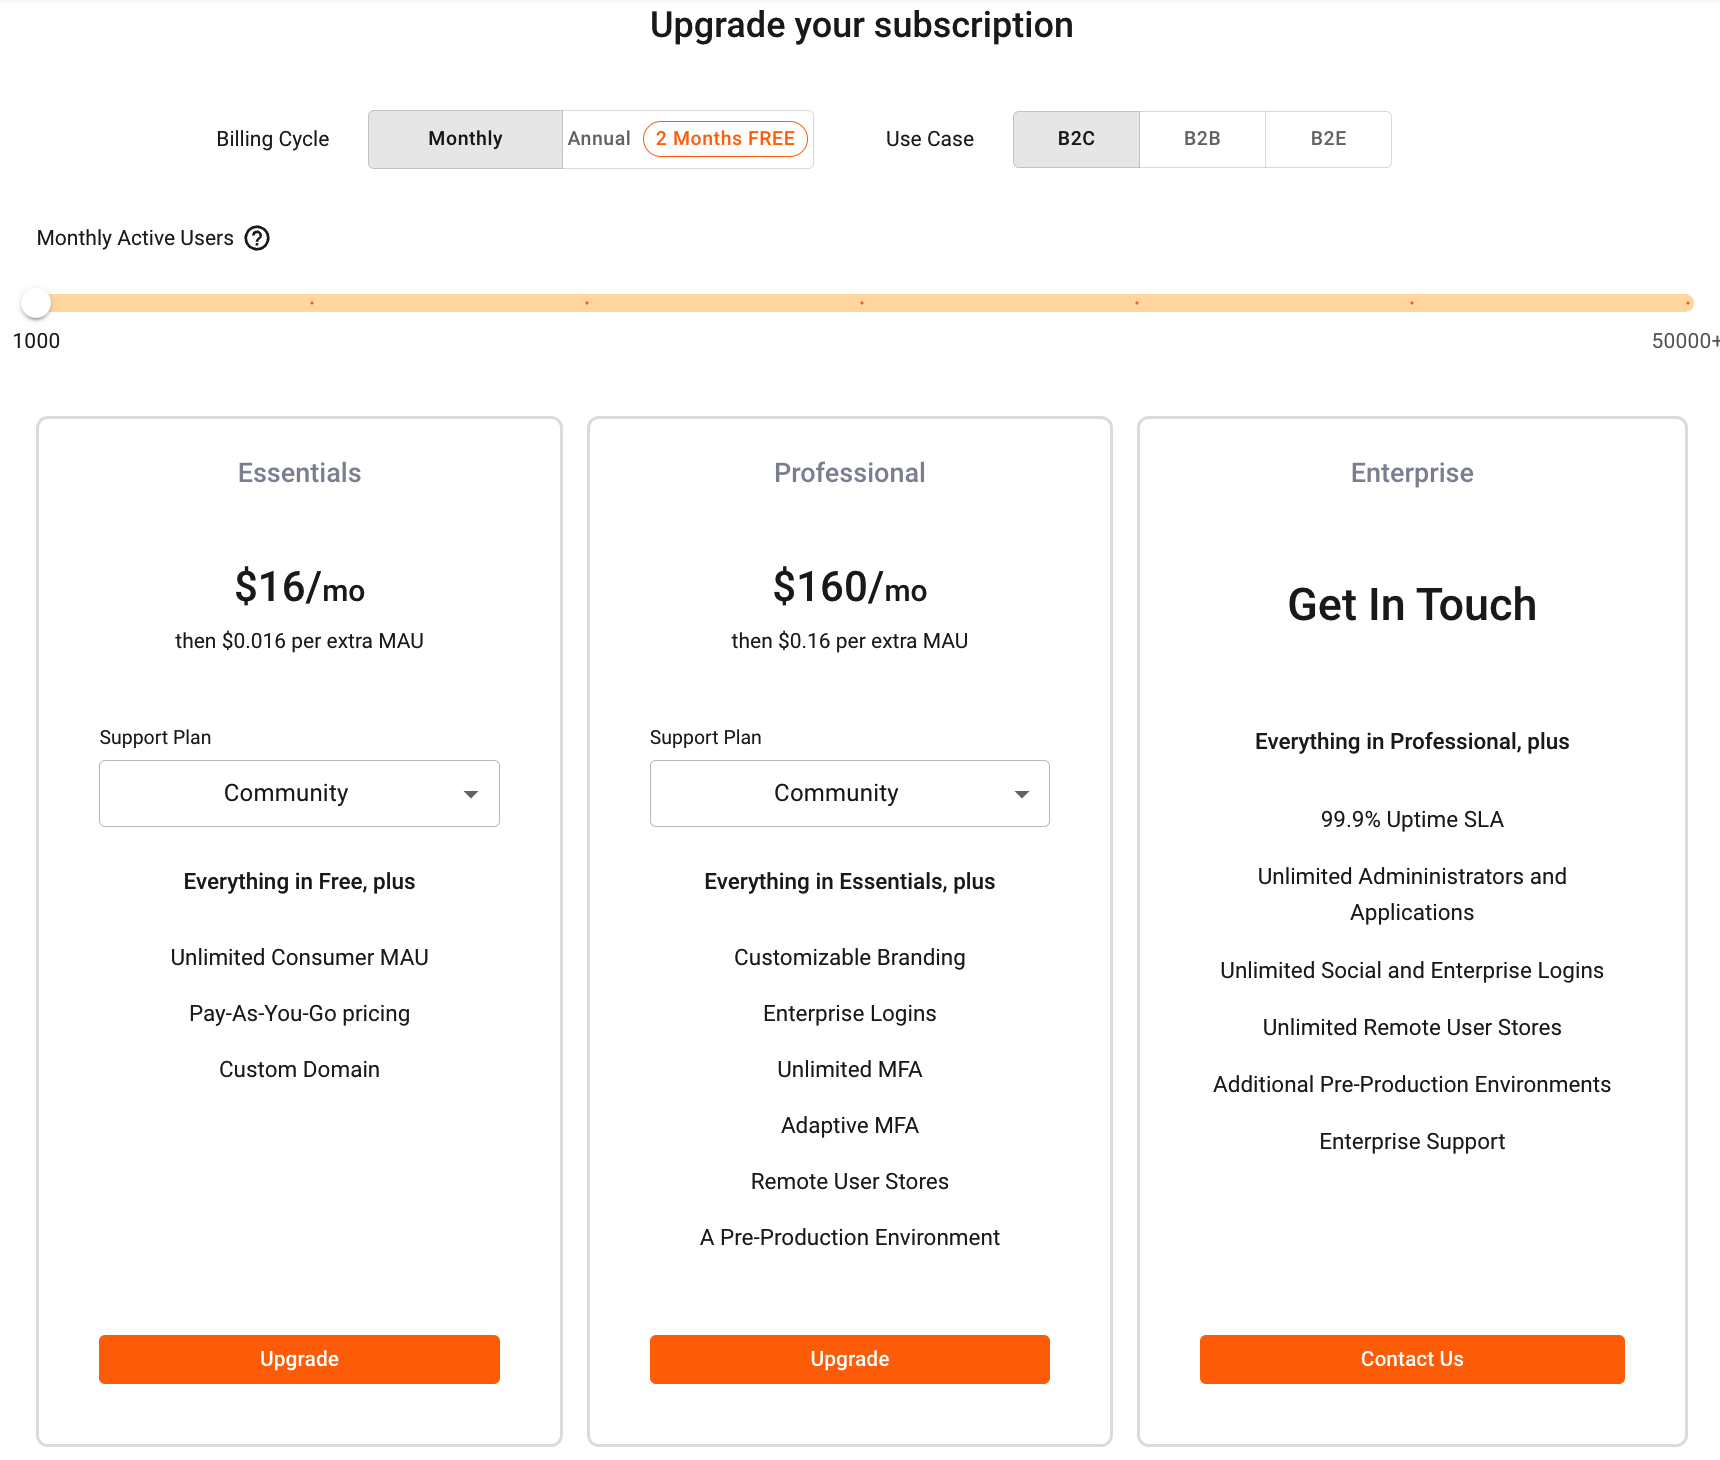 Upgrade your subscription
Billing Cycle
Monthly
Annual 2 Months FREE
Use Case
B2C
B2B
B2E
Monthly Active Users ?
1000
50000+
Essentials
$16/mo
then $0.016 per extra MAU
Support Plan
Community
Everything in Free, plus
Unlimited Consumer MAU
Pay-As-You-Go pricing
Custom Domain
Upgrade
Professional
$160/mo
then $0.16 per extra MAU
Support Plan
Community
Everything in Essentials, plus
Customizable Branding
Enterprise Logins
Unlimited MFA
Adaptive MFA
Remote User Stores
A Pre-Production Environment
Upgrade
Enterprise
Get In Touch
Everything in Professional, plus
99.9% Uptime SLA
Unlimited Admininistrators and
Applications
Unlimited Social and Enterprise Logins
Unlimited Remote User Stores
Additional Pre-Production Environments
Enterprise Support
Contact Us